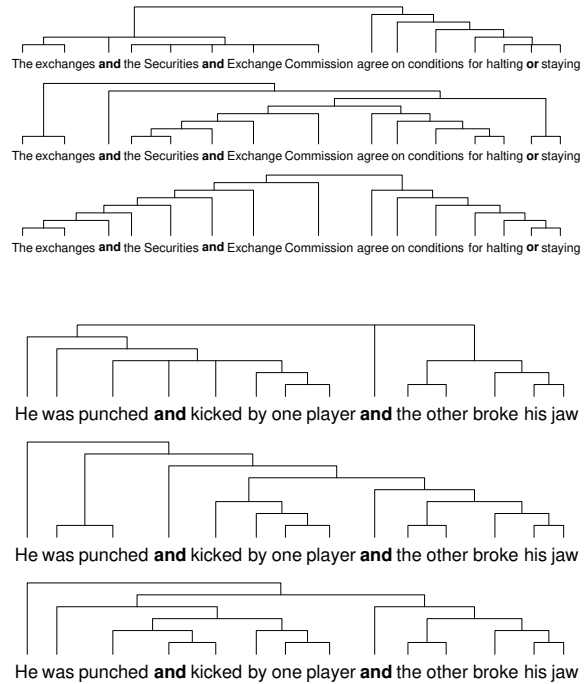 The exchanges and the Securities and Exchange Commission agree on conditions for halting or staying
The exchanges and the Securities and Exchange Commission agree on conditions for halting or staying
The exchanges and the Securities and Exchange Commission agree on conditions for halting or staying
He was punched and kicked by one player and the other broke his jaw
He was punched and kicked by one player and the other broke his jaw
He was punched and kicked by one player and the other broke his jaw